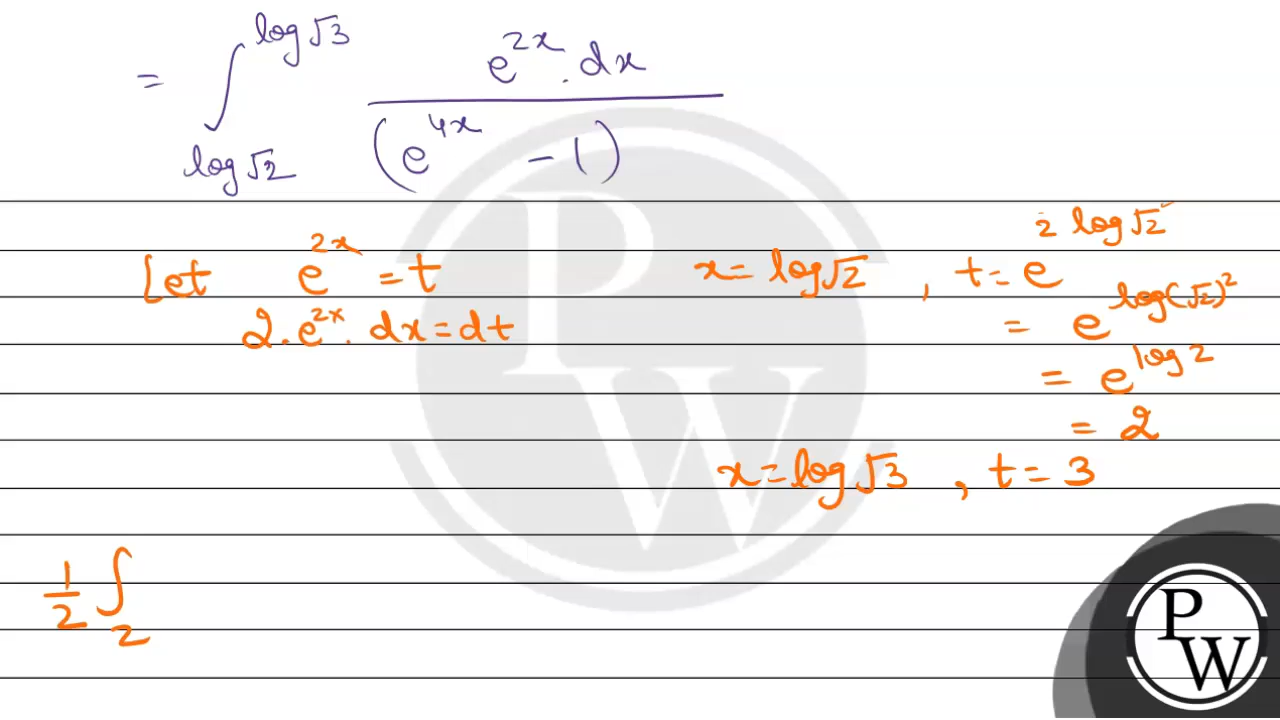 = ∫_{log√2}^{log√3} e^{2x} . dx / (e^{4x} - 1)
Let e^{2x} = t
2. e^{2x} . dx = dt
x = log√2 , t = e^{2 log√2}
= e^{log(√2)^2}
= e^{log 2}
= 2
x = log√3 , t = 3
1/2 ∫_2
PW
PW